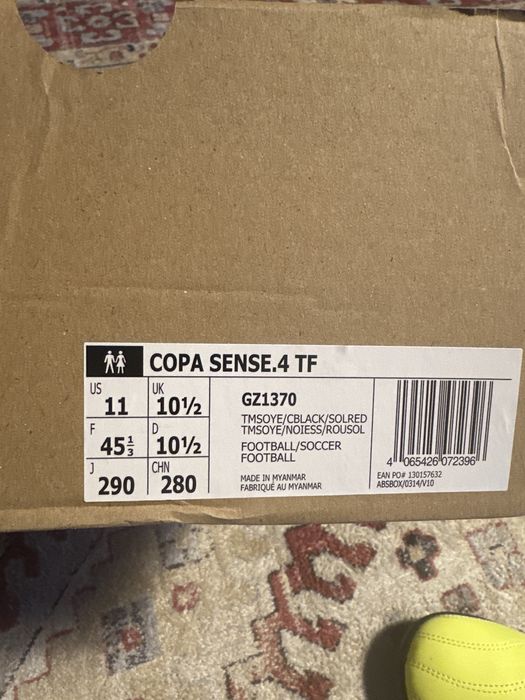 COPA SENSE.4 TF
US 11 UK 10½
F 45⅓ D 10½
J 290 CHN 280
GZ1370
TMSOYE/CBLACK/SOLRED
TMSOYE/NOIESS/ROUSOL
FOOTBALL/SOCCER
FOOTBALL
MADE IN MYANMAR
FABRIQUÉ AU MYANMAR
4 065426 072396
EAN PO# 130157632
ABSBOX/0314/V10